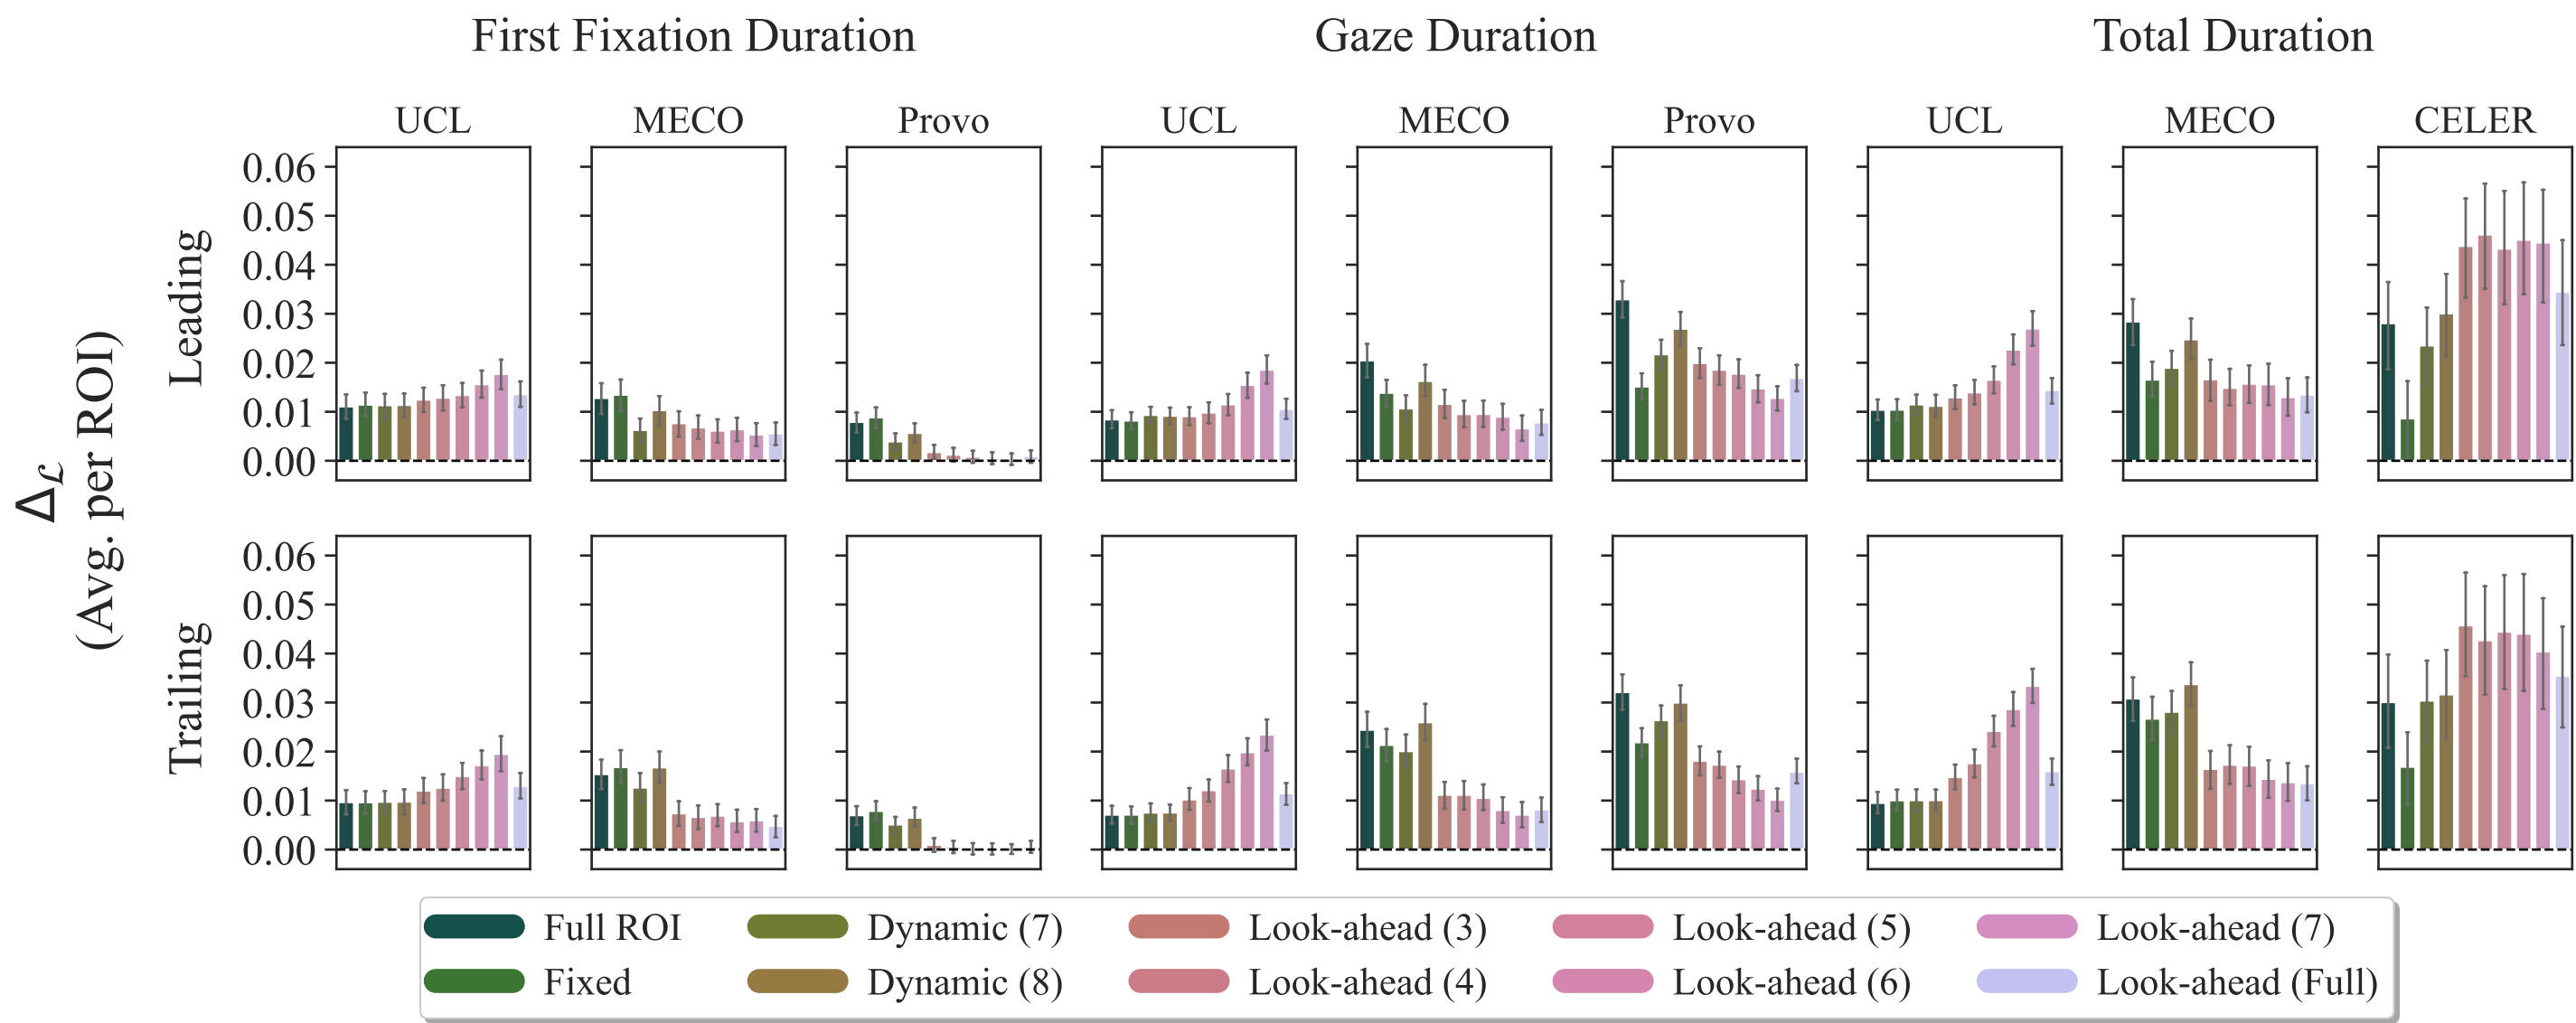 First Fixation Duration Gaze Duration Total Duration
UCL MECO Provo UCL MECO Provo UCL MECO CELER
Δ𝓛
(Avg. per ROI)
Leading
0.06
0.05
0.04
0.03
0.02
0.01
0.00
Trailing
0.06
0.05
0.04
0.03
0.02
0.01
0.00
Full ROI Dynamic (7) Look-ahead (3) Look-ahead (5) Look-ahead (7)
Fixed Dynamic (8) Look-ahead (4) Look-ahead (6) Look-ahead (Full)